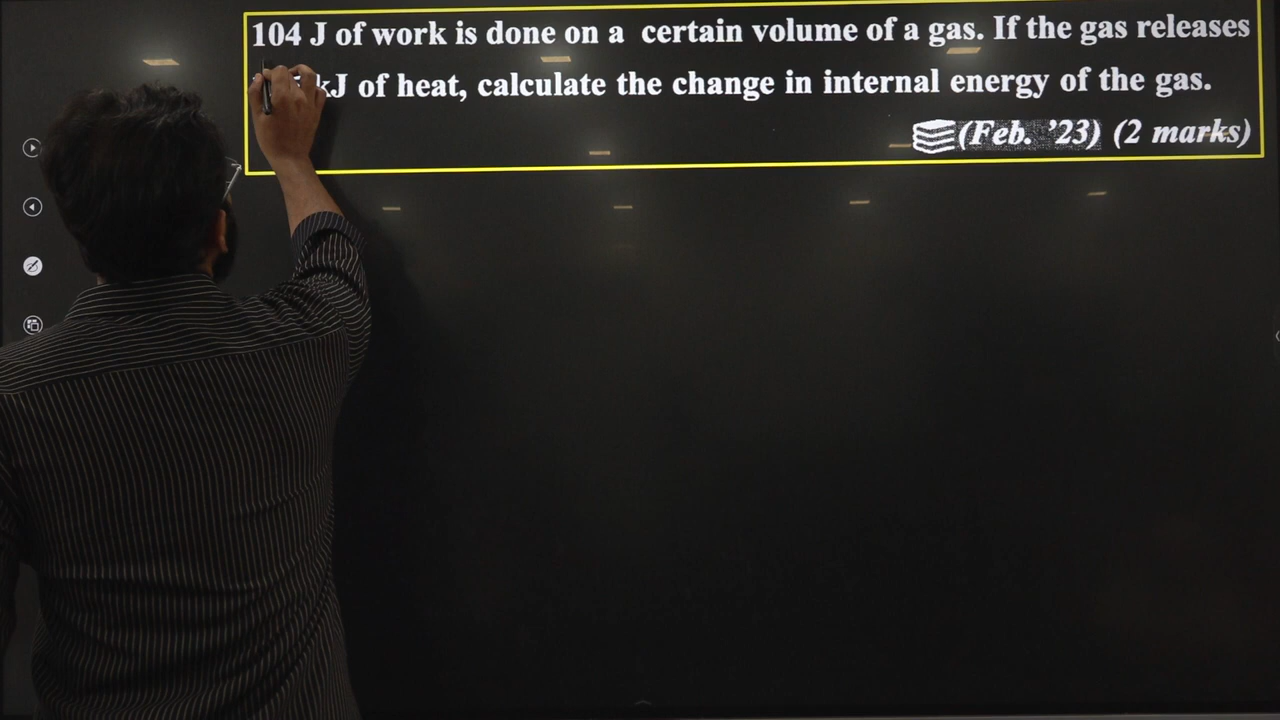 104 J of work is done on a certain volume of a gas. If the gas releases
kJ of heat, calculate the change in internal energy of the gas.
(Feb. ’23) (2 marks)